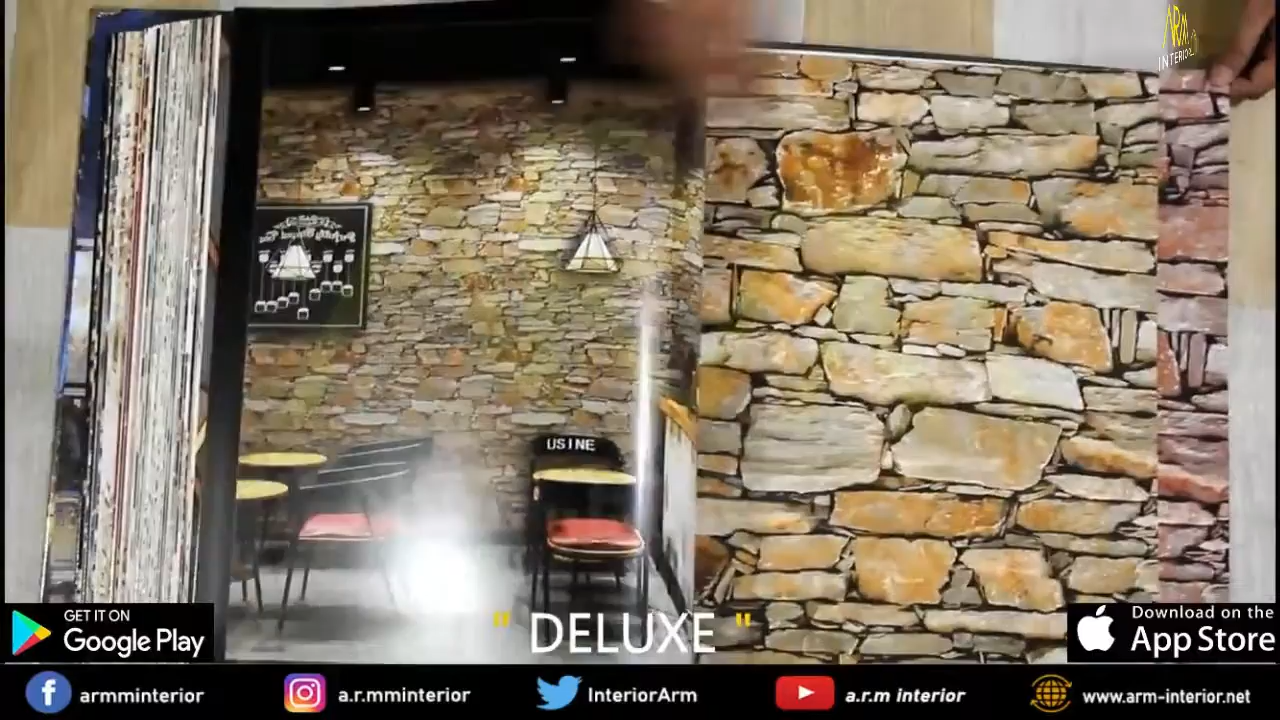 ARM
INTERIOR
USINE
" DELUXE "
GET IT ON
Google Play
Download on the
App Store
armminterior
a.r.mminterior
InteriorArm
a.r.m interior
www.arm-interior.net